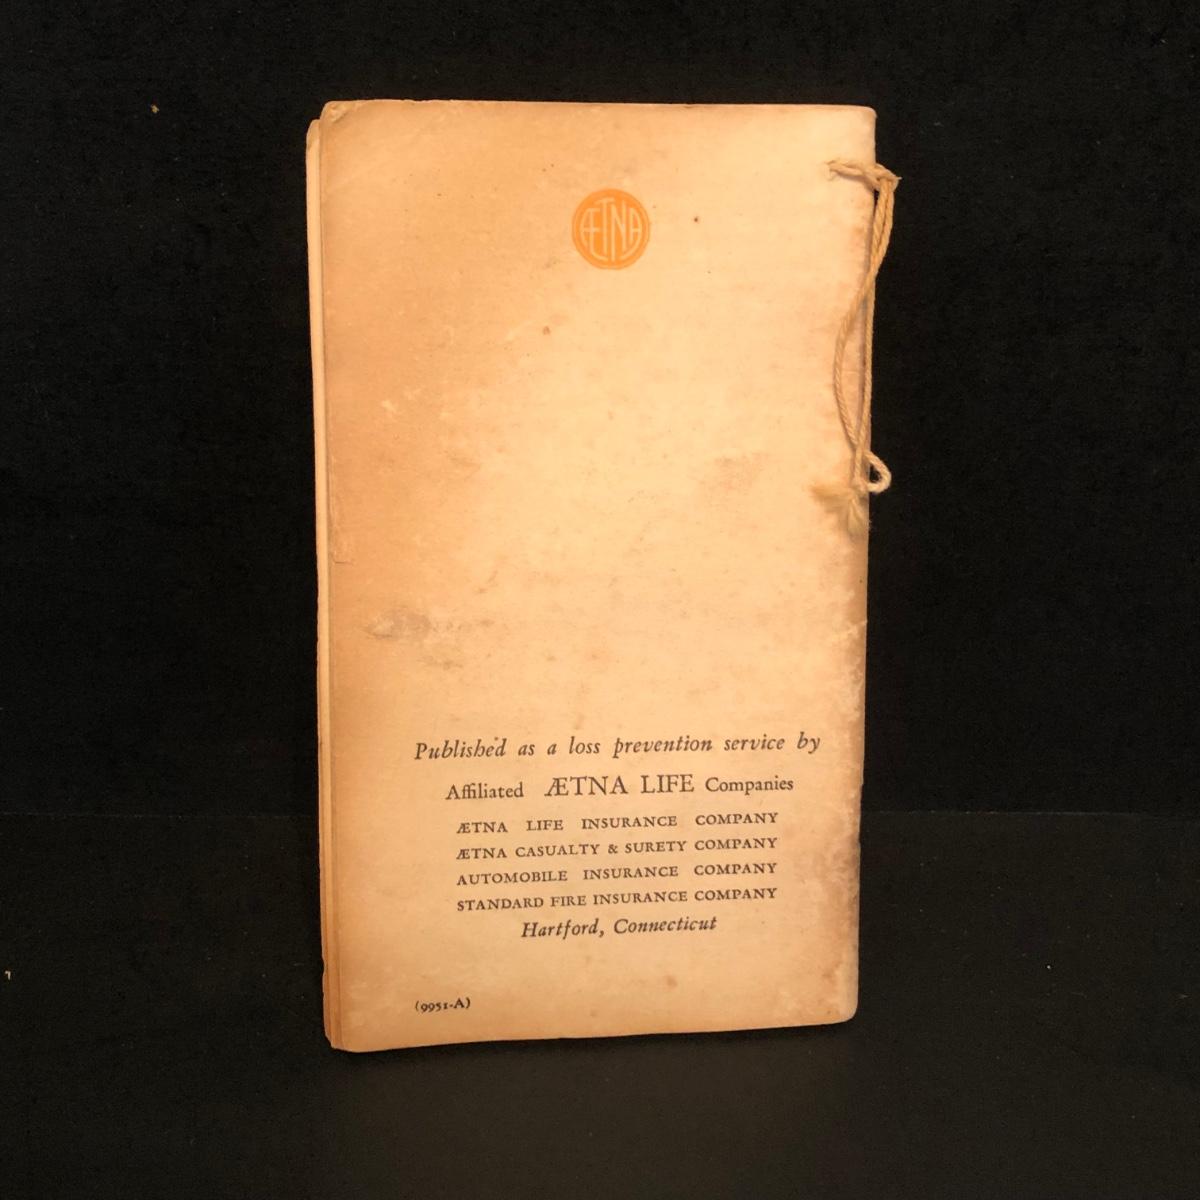 ÆTNA
Published as a loss prevention service by
Affiliated ÆTNA LIFE Companies
ÆTNA LIFE INSURANCE COMPANY
ÆTNA CASUALTY & SURETY COMPANY
AUTOMOBILE INSURANCE COMPANY
STANDARD FIRE INSURANCE COMPANY
Hartford, Connecticut
(9951-A)